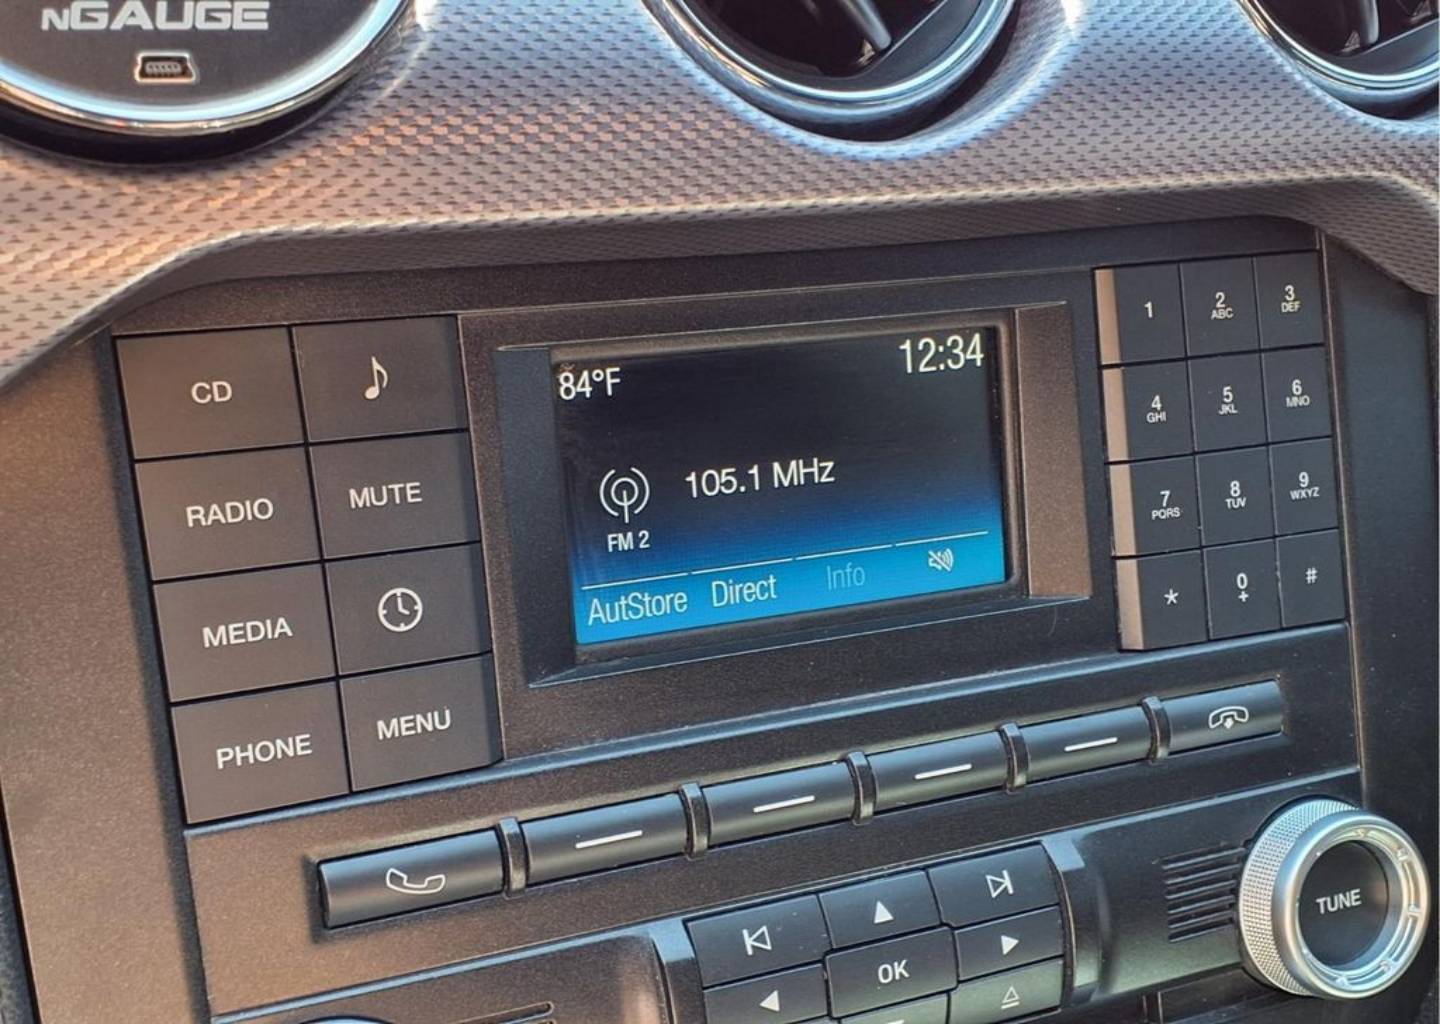 nGAUGE
CD
RADIO
MUTE
MEDIA
PHONE
MENU
84°F
12:34
105.1 MHz
FM 2
AutStore Direct Info
1
2
ABC
3
DEF
4
GHI
5
JKL
6
MNO
7
PQRS
8
TUV
9
WXYZ
*
0
+
#
OK
TUNE